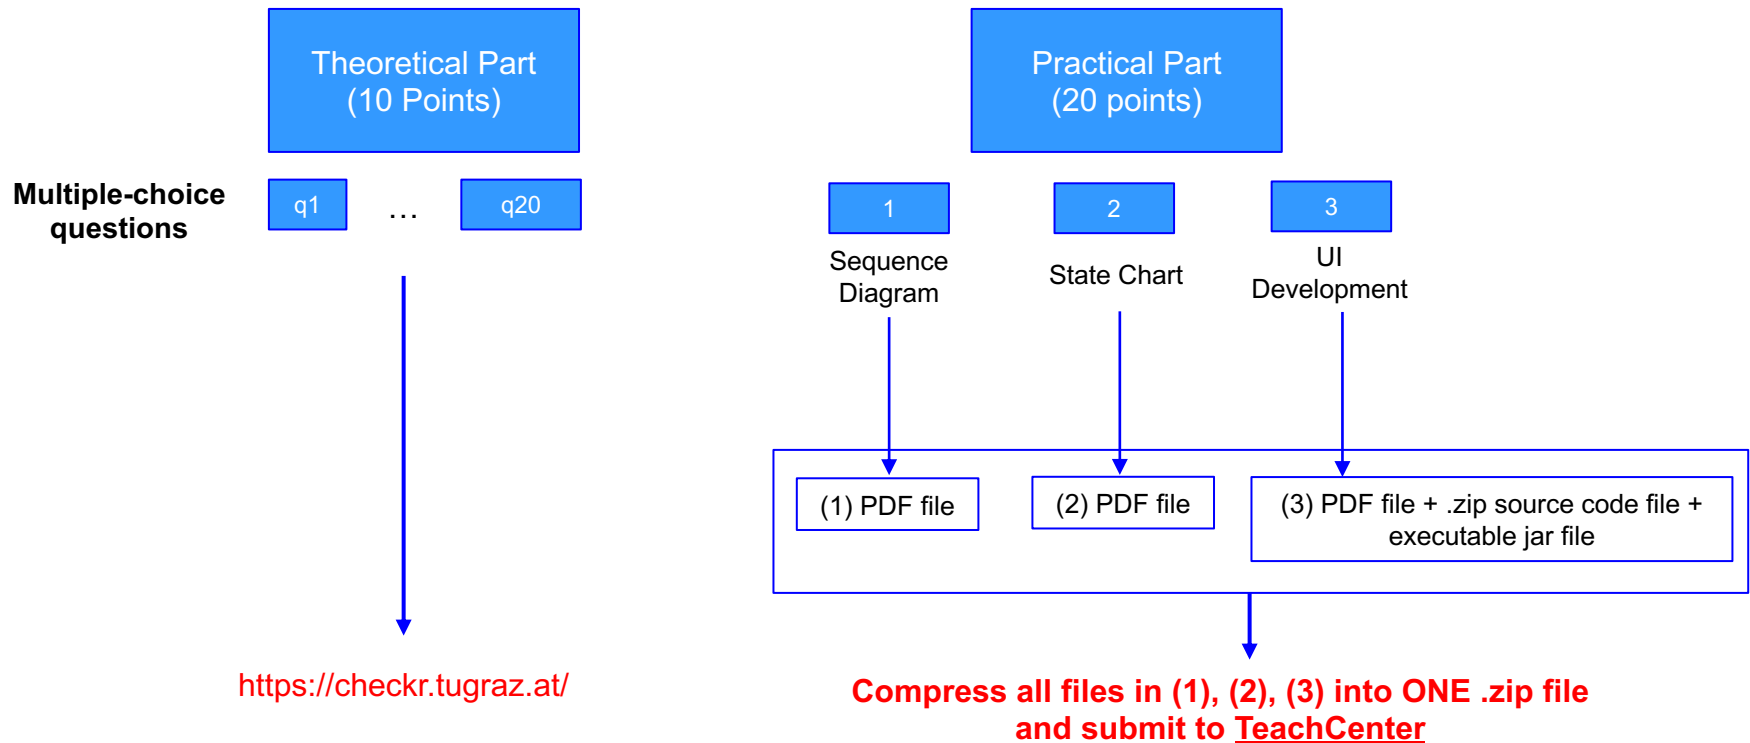 Theoretical Part
(10 Points)
Multiple-choice
questions
q1
...
q20
https://checkr.tugraz.at/
Practical Part
(20 points)
1
2
3
Sequence
Diagram
State Chart
UI
Development
(1) PDF file
(2) PDF file
(3) PDF file + .zip source code file +
executable jar file
Compress all files in (1), (2), (3) into ONE .zip file
and submit to TeachCenter